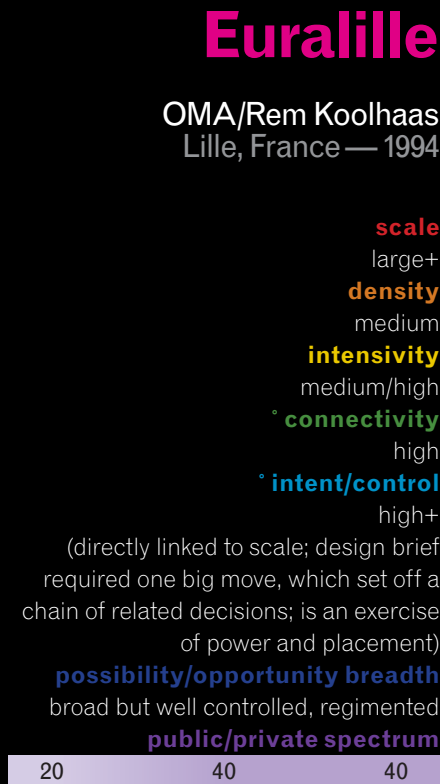 Euralille
OMA/Rem Koolhaas
Lille, France — 1994
scale
large+
density
medium
intensivity
medium/high
° connectivity
high
° intent/control
high+
(directly linked to scale; design brief
required one big move, which set off a
chain of related decisions; is an exercise
of power and placement)
possibility/opportunity breadth
broad but well controlled, regimented
public/private spectrum
20 40 40